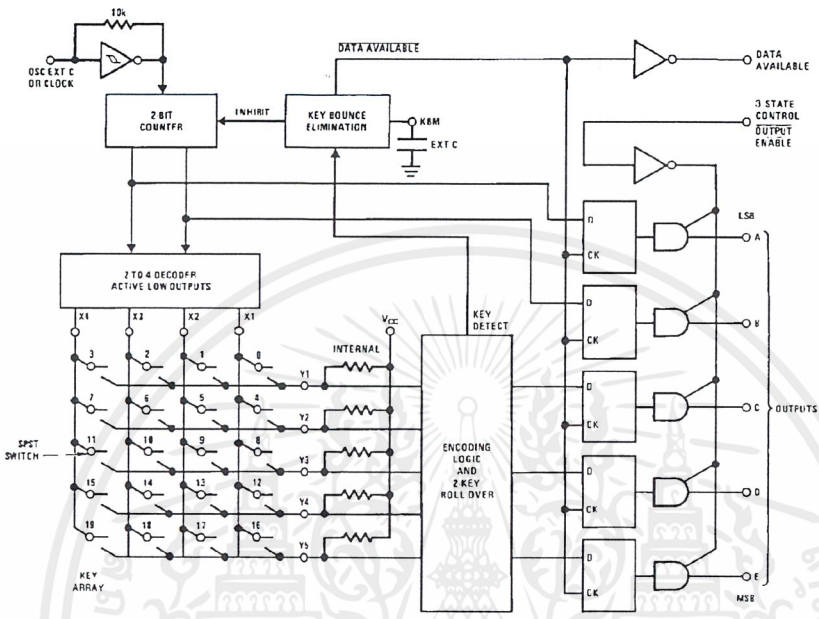 10k
OSC EXT C
OR CLOCK
2-BIT
COUNTER
INHIBIT
KEY BOUNCE
ELIMINATION
KBM
EXT C
DATA AVAILABLE
DATA
AVAILABLE
3 STATE
CONTROL
OUTPUT
ENABLE
2 TO 4 DECODER
ACTIVE LOW OUTPUTS
X4 X3 X2 X1
VCC
INTERNAL
KEY
DETECT
3 2 1 0 Y1
7 6 5 4 Y2
SPST
SWITCH
11 10 9 8 Y3
15 14 13 12 Y4
19 18 17 16 Y5
KEY
ARRAY
ENCODING
LOGIC
AND
2-KEY
ROLL OVER
D
CK
LSB
A
D
CK
B
D
CK
C
OUTPUTS
D
CK
D
D
CK
E
MSB